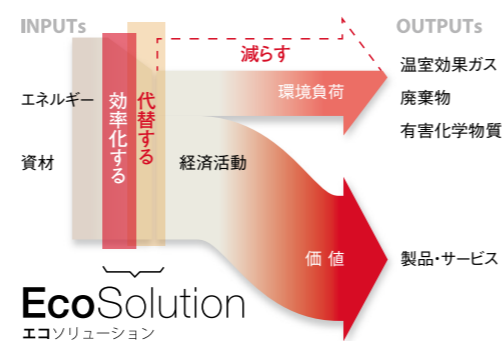 INPUTs
OUTPUTs
減らす
温室効果ガス
エネルギー
環境負荷
廃棄物
効率化する
代替する
有害化学物質
資材
経済活動
価値
製品・サービス
EcoSolution
エコソリューション